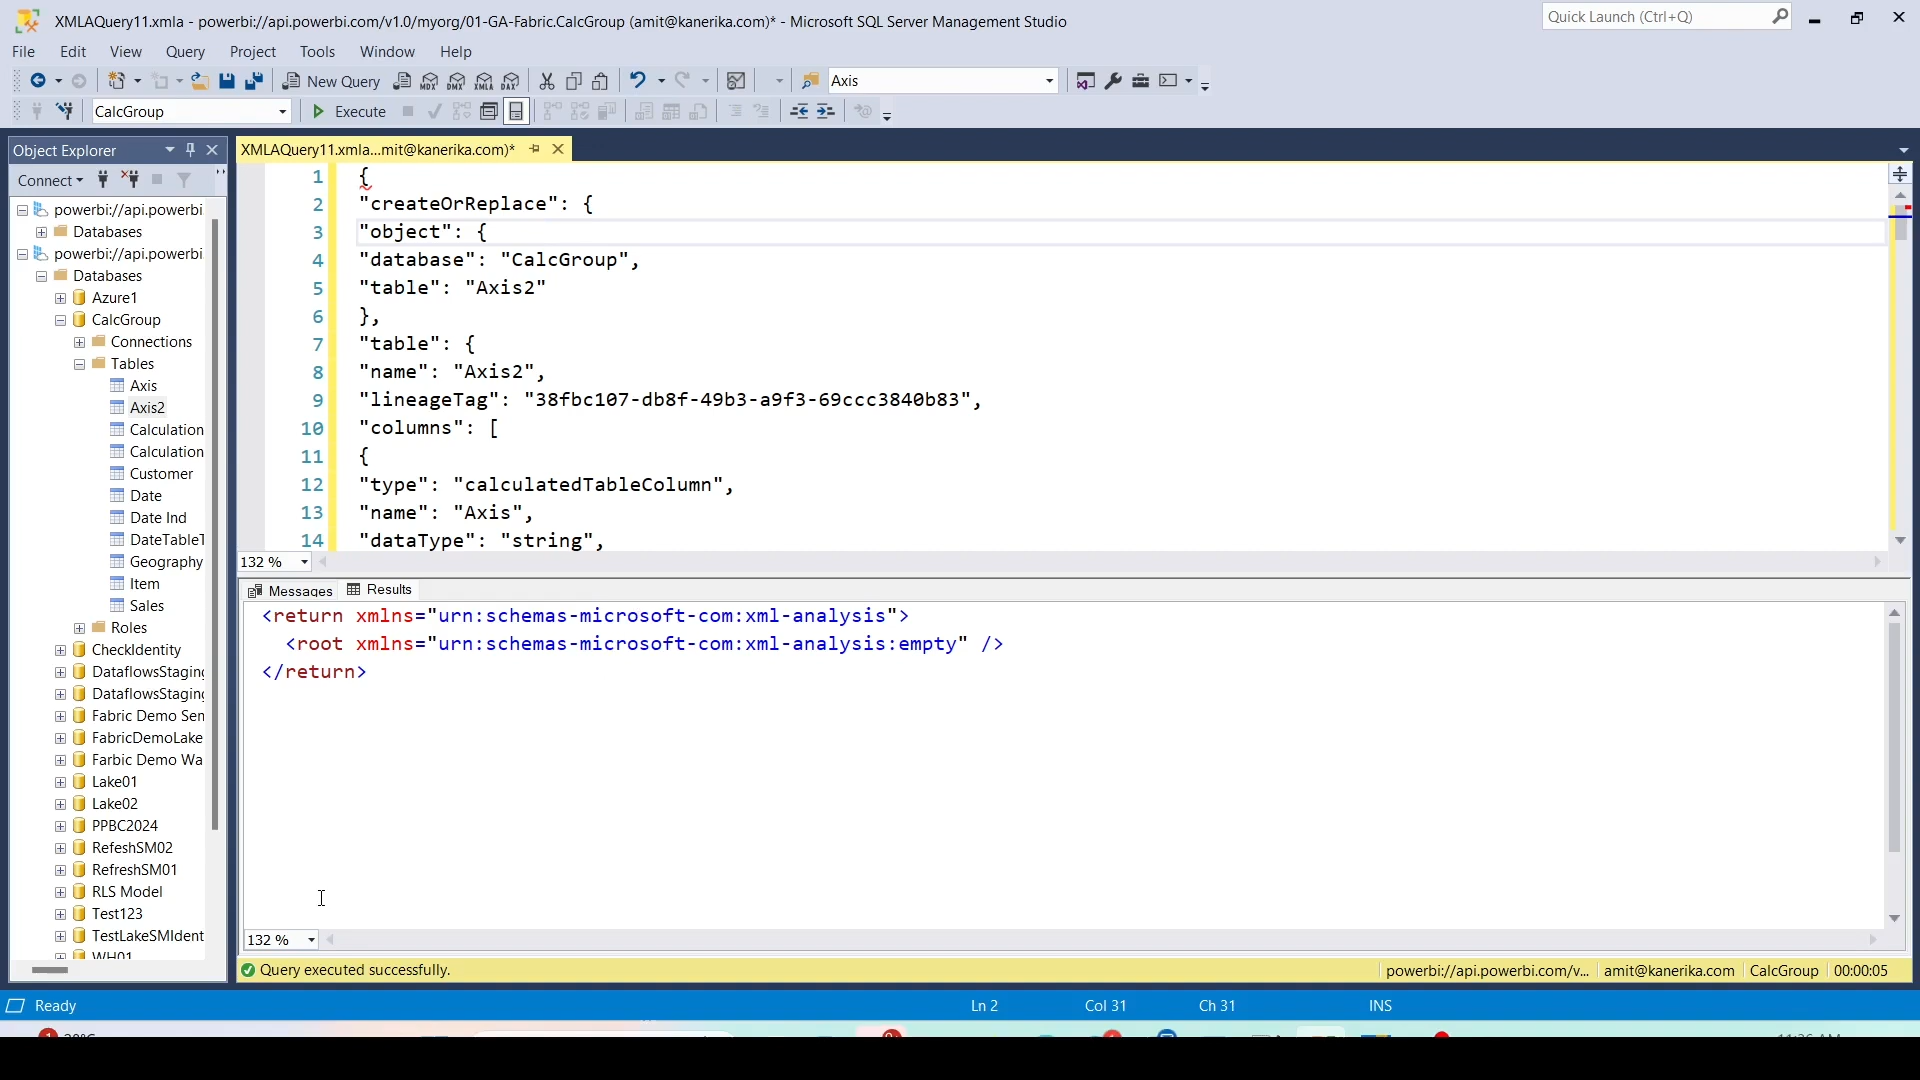 XMLAQuery11.xmla - powerbi://api.powerbi.com/v1.0/myorg/01-GA-Fabric.CalcGroup (amit@kanerika.com)* - Microsoft SQL Server Management Studio
Quick Launch (Ctrl+Q)
File Edit View Query Project Tools Window Help
New Query MDX DMX XMLA DAX Axis
CalcGroup Execute
Object Explorer
Connect
powerbi://api.powerbi
Databases
powerbi://api.powerbi
Databases
Azure1
CalcGroup
Connections
Tables
Axis
Axis2
Calculation
Calculation
Customer
Date
Date Ind
DateTableT
Geography
Item
Sales
Roles
CheckIdentity
DataflowsStaging
DataflowsStaging
Fabric Demo Sen
FabricDemoLake
Farbic Demo Wa
Lake01
Lake02
PPBC2024
RefeshSM02
RefreshSM01
RLS Model
Test123
TestLakeSMIdent
WH01
XMLAQuery11.xmla...mit@kanerika.com)*
1 {
2 "createOrReplace": {
3 "object": {
4 "database": "CalcGroup",
5 "table": "Axis2"
6 },
7 "table": {
8 "name": "Axis2",
9 "lineageTag": "38fbc107-db8f-49b3-a9f3-69ccc3840b83",
10 "columns": [
11 {
12 "type": "calculatedTableColumn",
13 "name": "Axis",
14 "dataType": "string",
132 %
Messages Results
<return xmlns="urn:schemas-microsoft-com:xml-analysis">
<root xmlns="urn:schemas-microsoft-com:xml-analysis:empty" />
</return>
132 %
Query executed successfully. powerbi://api.powerbi.com/v... amit@kanerika.com CalcGroup 00:00:05
Ready Ln 2 Col 31 Ch 31 INS